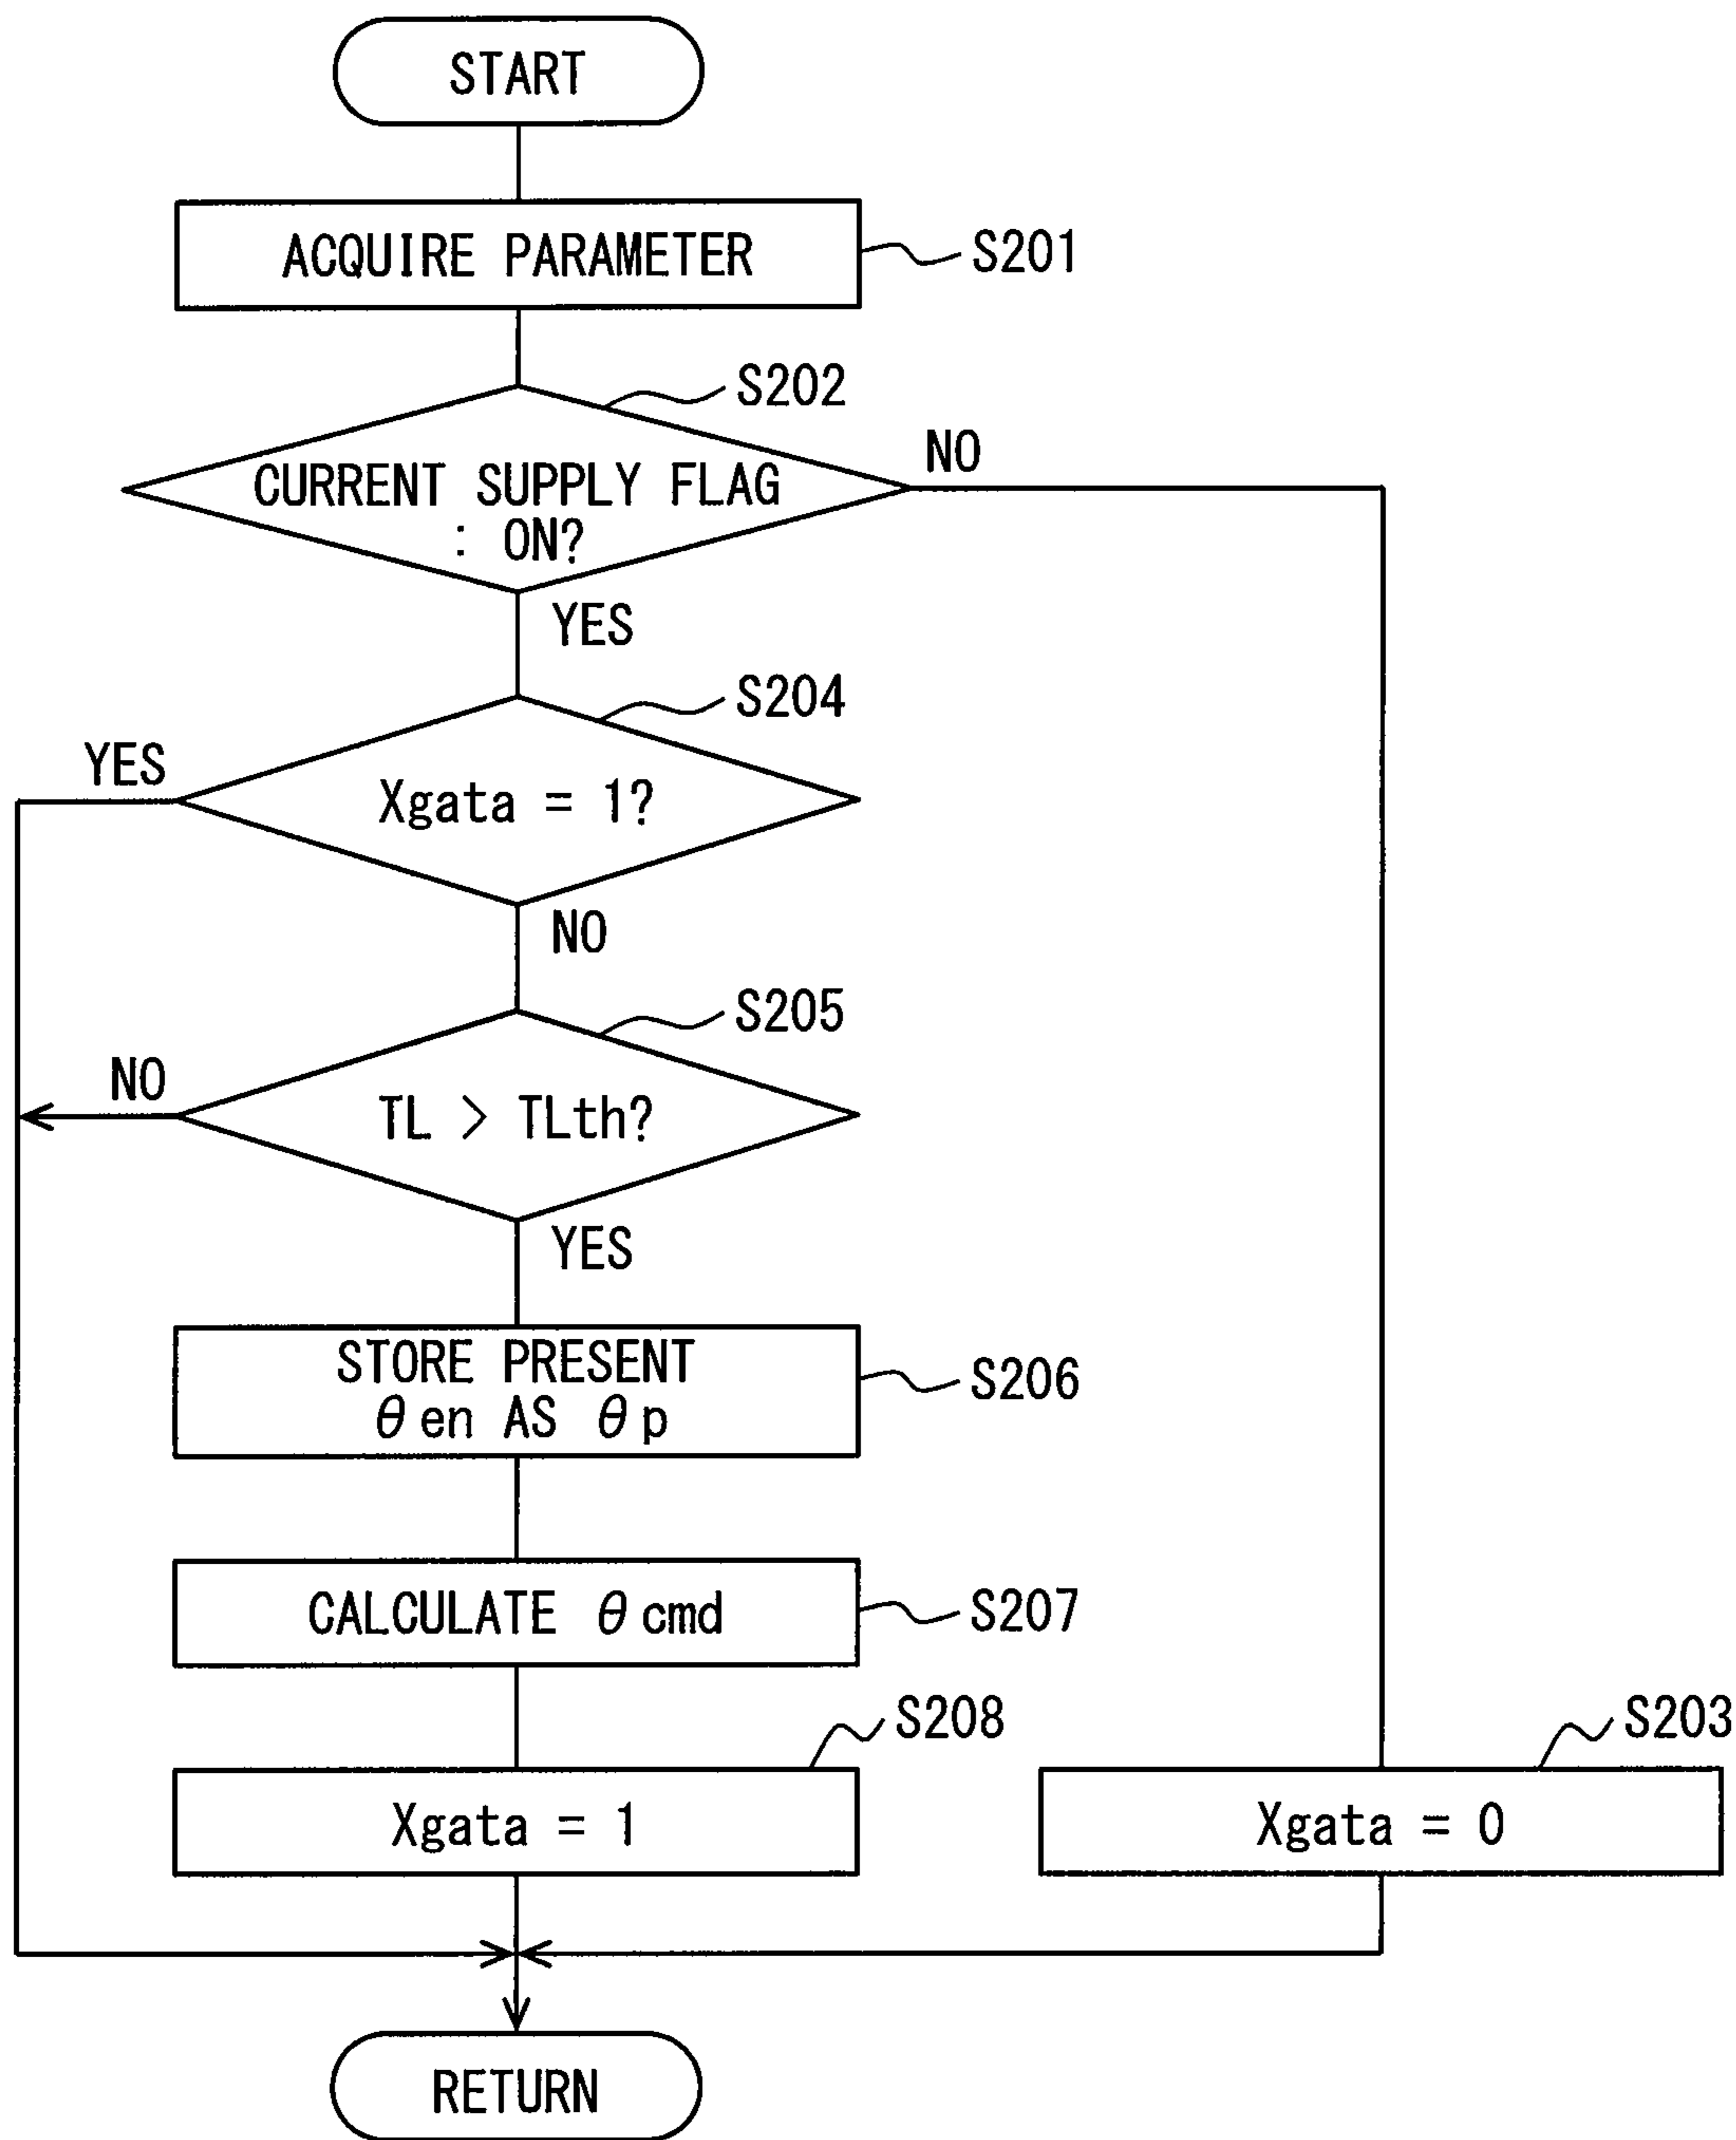 START
ACQUIRE PARAMETER
S201
S202
CURRENT SUPPLY FLAG
: ON?
NO
YES
S204
YES
Xgata = 1?
NO
S205
NO
TL > TLth?
YES
STORE PRESENT
θen AS θp
S206
CALCULATE θcmd
S207
S208
Xgata = 1
S203
Xgata = 0
RETURN